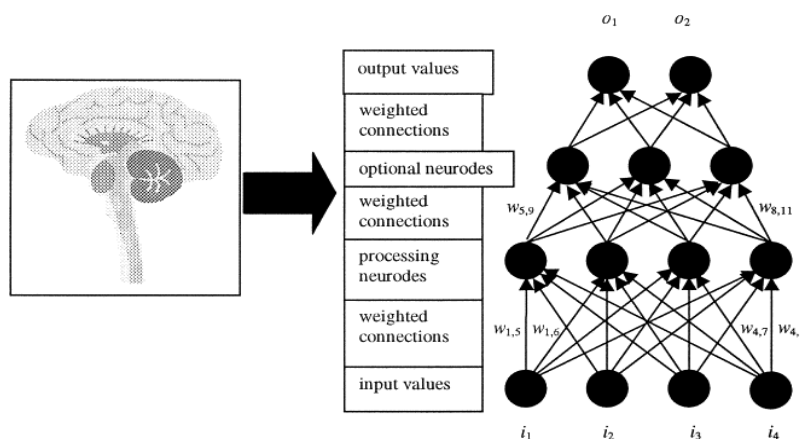 o1 o2
output values
weighted
connections
optional neurodes
weighted
connections
w5,9 w8,11
processing
neurodes
weighted
connections
w1,5 w1,6 w4,7 w4,
input values
i1 i2 i3 i4